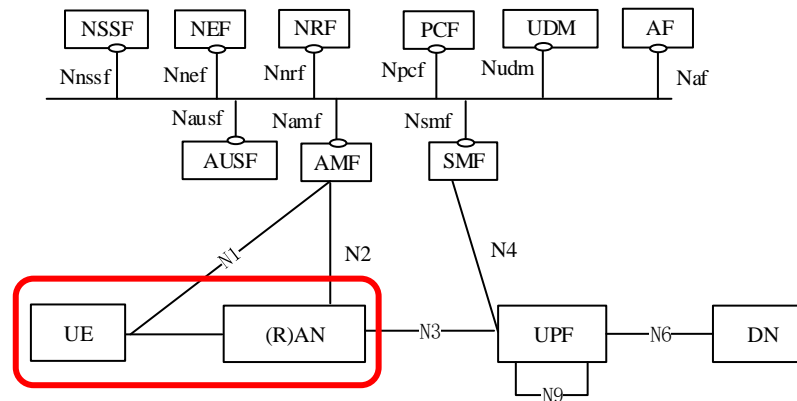 NSSF NEF NRF PCF UDM AF
Nnssf Nnef Nnrf Npcf Nudm Naf
Nausf Namf Nsmf
AUSF AMF SMF
N1 N2 N4
UE (R)AN N3 UPF N6 DN
N9